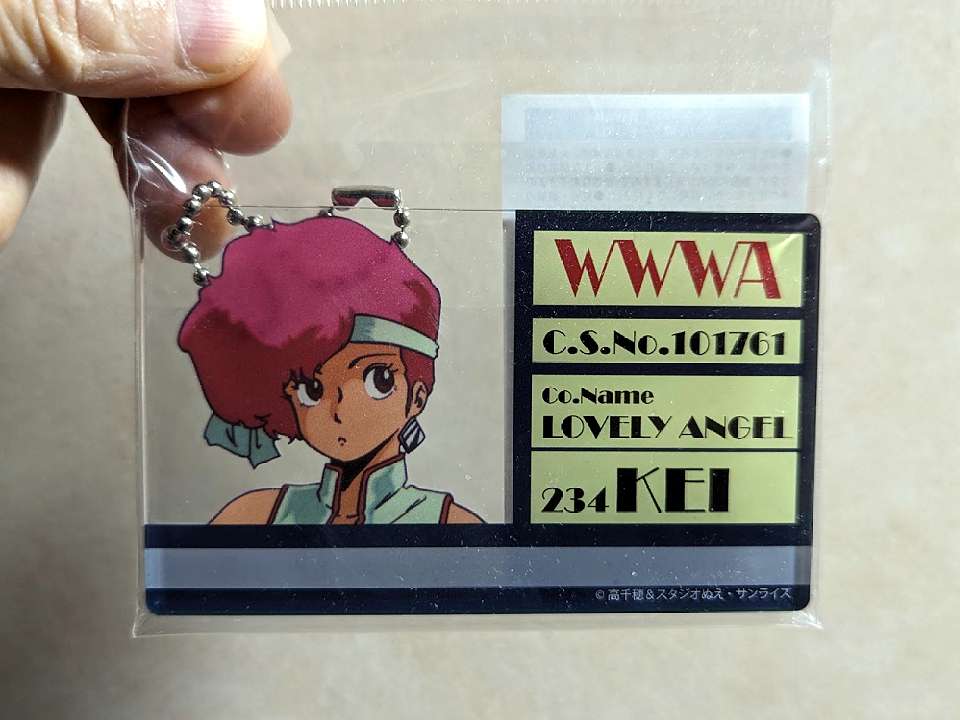 WWWA
C.S.No.101761
Co.Name
LOVELY ANGEL
234 KEI
© 高千穂&スタジオぬえ・サンライズ